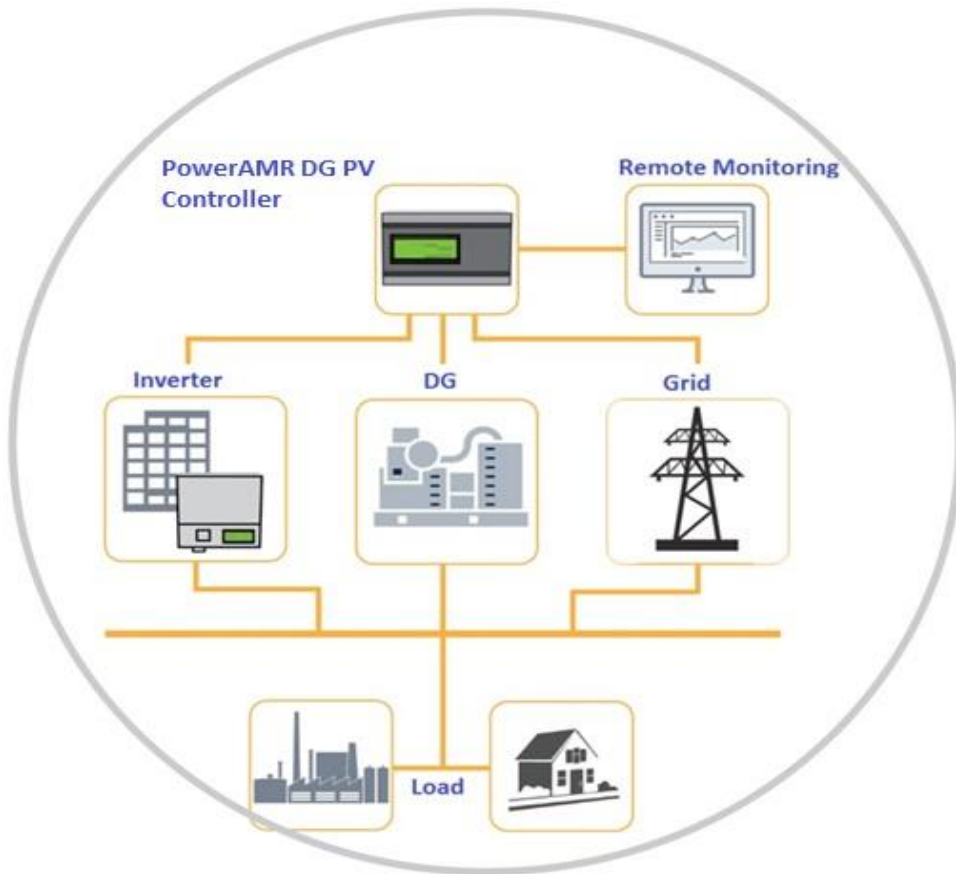 PowerAMR DG PV
Controller
Remote Monitoring
Inverter
DG
Grid
Load